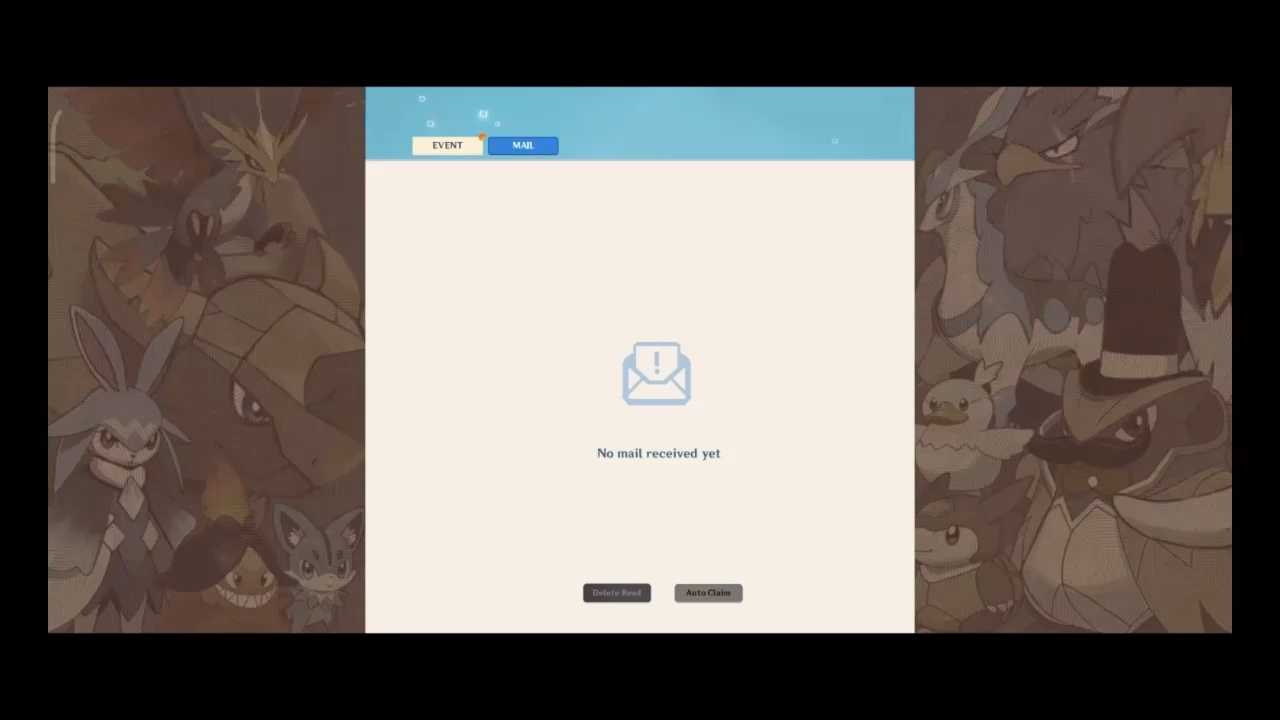 EVENT
MAIL
No mail received yet
Delete Read
Auto Claim